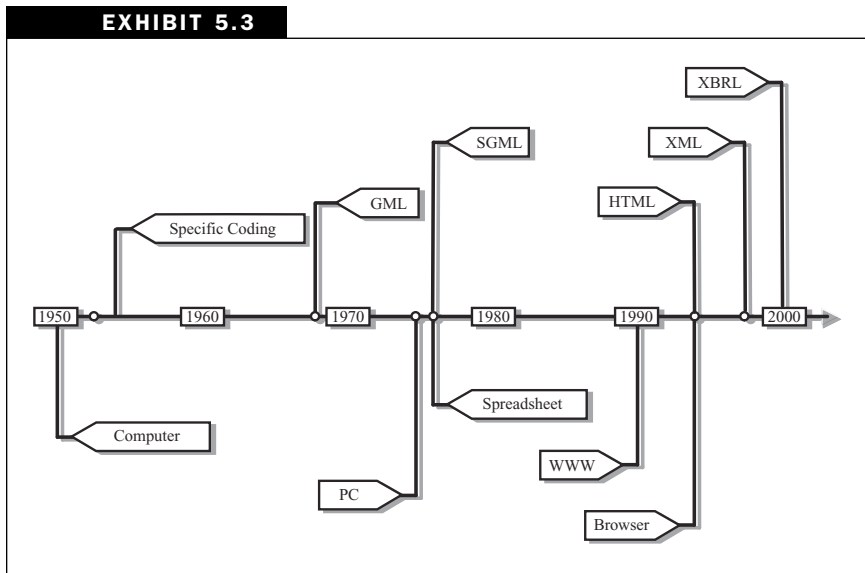 EXHIBIT 5.3
XBRL
SGML
XML
GML
HTML
Specific Coding
1950
1960
1970
1980
1990
2000
Spreadsheet
Computer
WWW
PC
Browser